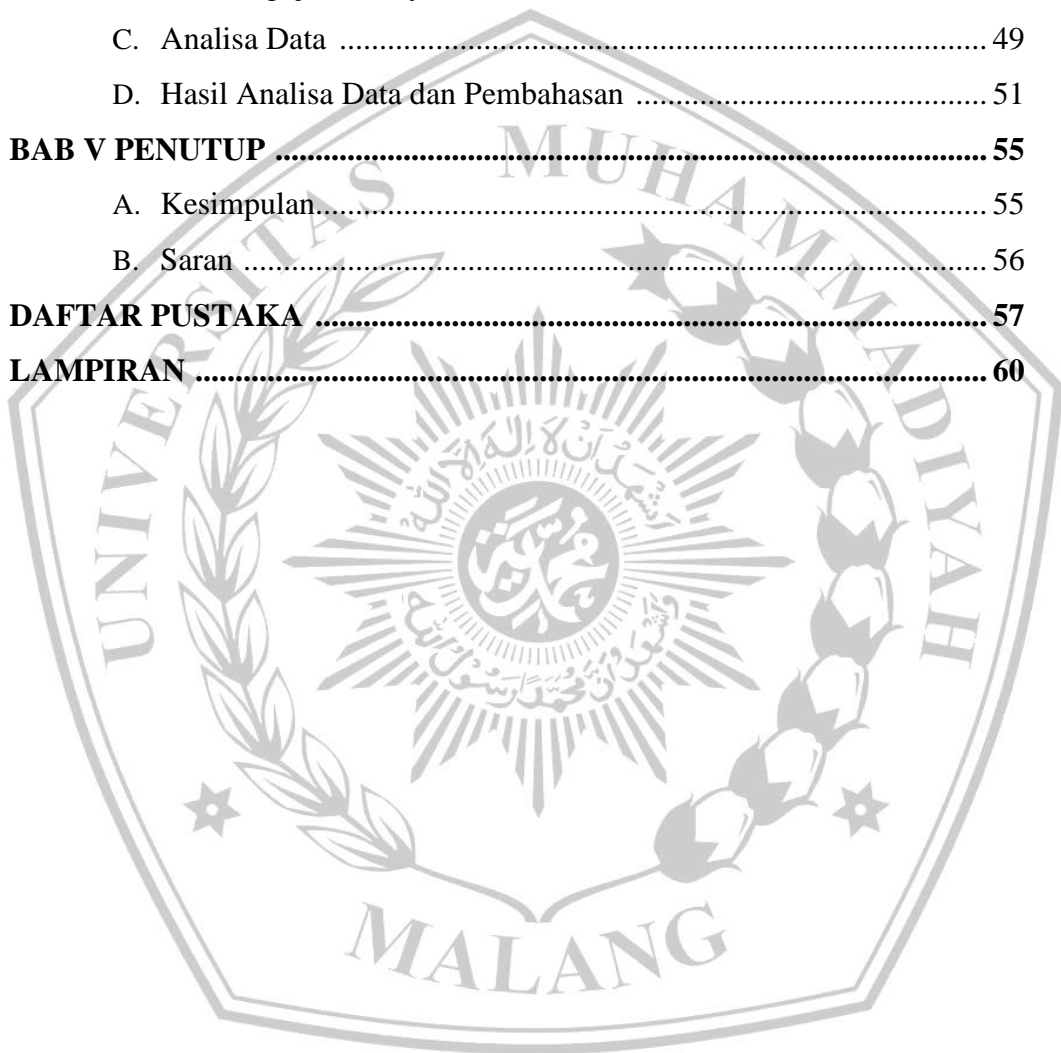 C. Analisa Data ................................................................................... 49
D. Hasil Analisa Data dan Pembahasan ............................................. 51
BAB V PENUTUP ........................................................................................... 55
A. Kesimpulan...................................................................................... 55
B. Saran ............................................................................................... 56
DAFTAR PUSTAKA ...................................................................................... 57
LAMPIRAN ..................................................................................................... 60
UNIVERSITAS MUHAMMADIYAH
MALANG